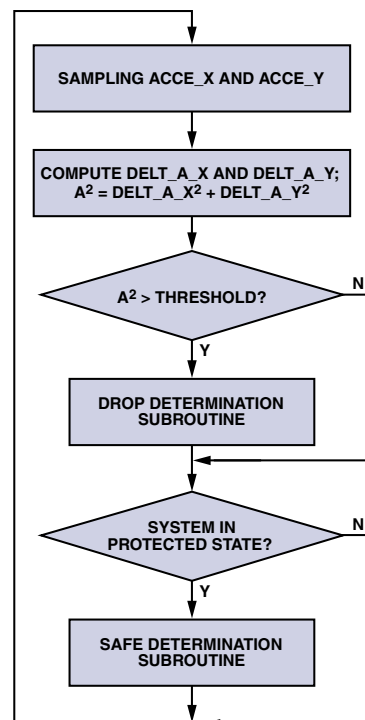 SAMPLING ACCE_X AND ACCE_Y
COMPUTE DELT_A_X AND DELT_A_Y;
A² = DELT_A_X² + DELT_A_Y²
A² > THRESHOLD?
N
Y
DROP DETERMINATION
SUBROUTINE
SYSTEM IN
PROTECTED STATE?
N
Y
SAFE DETERMINATION
SUBROUTINE